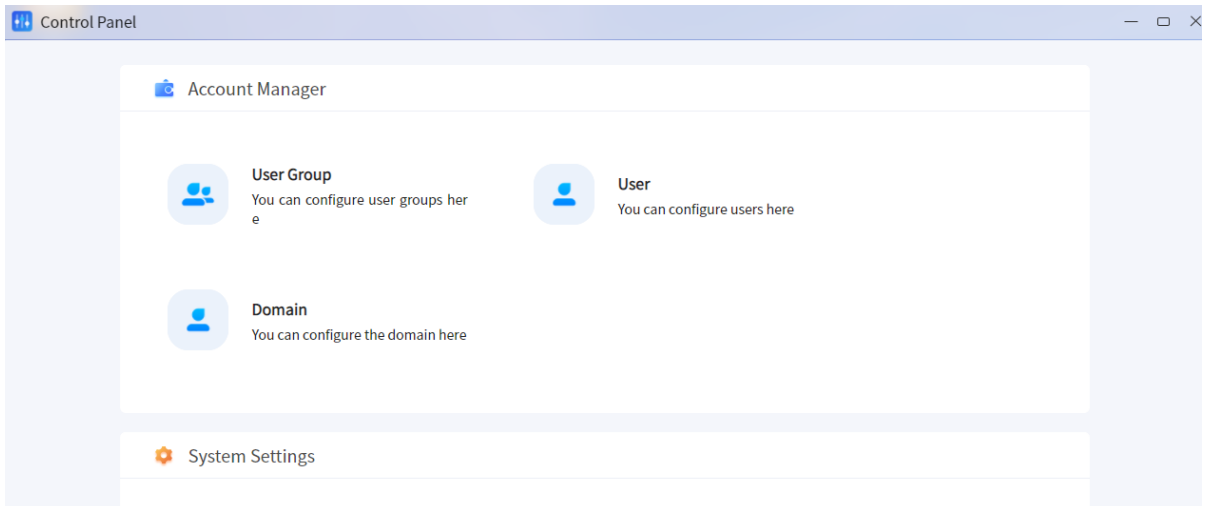 Control Panel
Account Manager
User Group
You can configure user groups her
e
User
You can configure users here
Domain
You can configure the domain here
System Settings